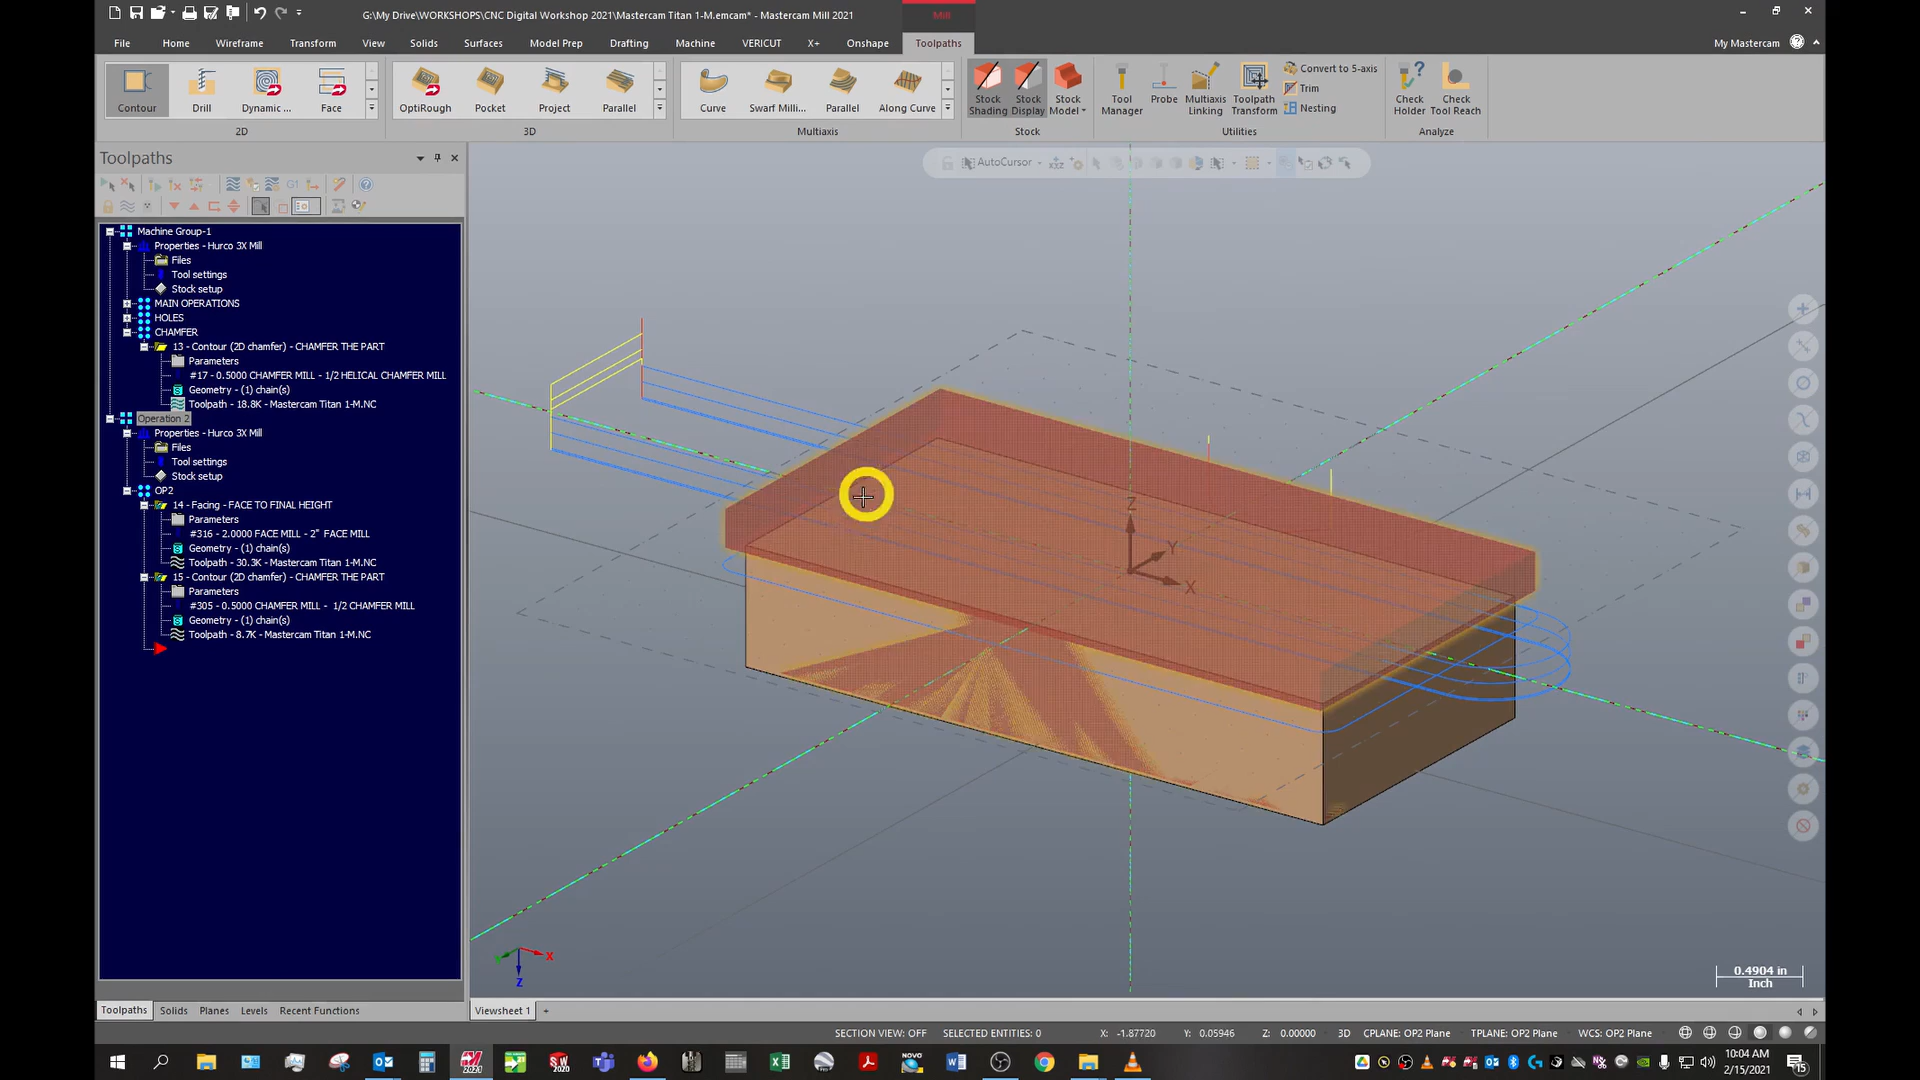 G:\My Drive\WORKSHOPS\CNC Digital Workshop 2021\Mastercam Titan 1-M.emcam* - Mastercam Mill 2021
Mill
File Home Wireframe Transform View Solids Surfaces Model Prep Drafting Machine VERICUT X+ Onshape Toolpaths My Mastercam
Contour Drill Dynamic ... Face OptiRough Pocket Project Parallel Curve Swarf Milli... Parallel Along Curve Stock Shading Stock Display Stock Model Tool Manager Probe Multiaxis Linking Toolpath Transform Convert to 5-axis Trim Nesting Check Holder Check Tool Reach
2D 3D Multiaxis Stock Utilities Analyze
Toolpaths
AutoCursor
G1
Machine Group-1
Properties - Hurco 3X Mill
Files
Tool settings
Stock setup
MAIN OPERATIONS
HOLES
CHAMFER
13 - Contour (2D chamfer) - CHAMFER THE PART
Parameters
#17 - 0.5000 CHAMFER MILL - 1/2 HELICAL CHAMFER MILL
Geometry - (1) chain(s)
Toolpath - 18.8K - Mastercam Titan 1-M.NC
Operation 2
Properties - Hurco 3X Mill
Files
Tool settings
Stock setup
OP2
14 - Facing - FACE TO FINAL HEIGHT
Parameters
#316 - 2.0000 FACE MILL - 2" FACE MILL
Geometry - (1) chain(s)
Toolpath - 30.3K - Mastercam Titan 1-M.NC
15 - Contour (2D chamfer) - CHAMFER THE PART
Parameters
#305 - 0.5000 CHAMFER MILL - 1/2 CHAMFER MILL
Geometry - (1) chain(s)
Toolpath - 8.7K - Mastercam Titan 1-M.NC
Z
Y
X
X
Z
0.4904 in
Inch
Toolpaths Solids Planes Levels Recent Functions
Viewsheet 1 +
SECTION VIEW: OFF SELECTED ENTITIES: 0 X: -1.87720 Y: 0.05946 Z: 0.00000 3D CPLANE: OP2 Plane TPLANE: OP2 Plane WCS: OP2 Plane
10:04 AM
2/15/2021